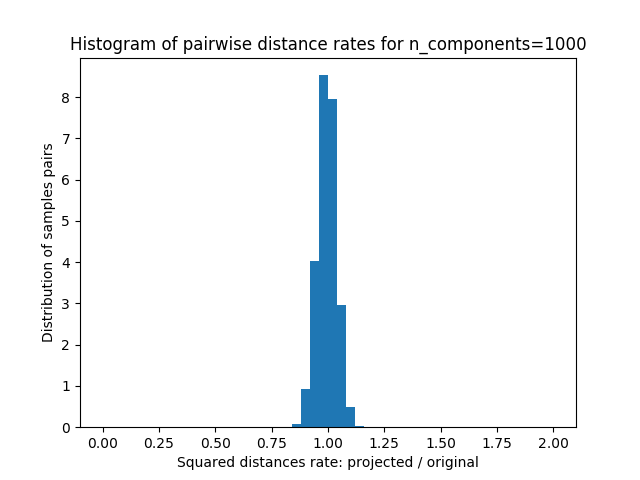 Histogram of pairwise distance rates for n_components=1000
Distribution of samples pairs
8
7
6
5
4
3
2
1
0
0.00 0.25 0.50 0.75 1.00 1.25 1.50 1.75 2.00
Squared distances rate: projected / original